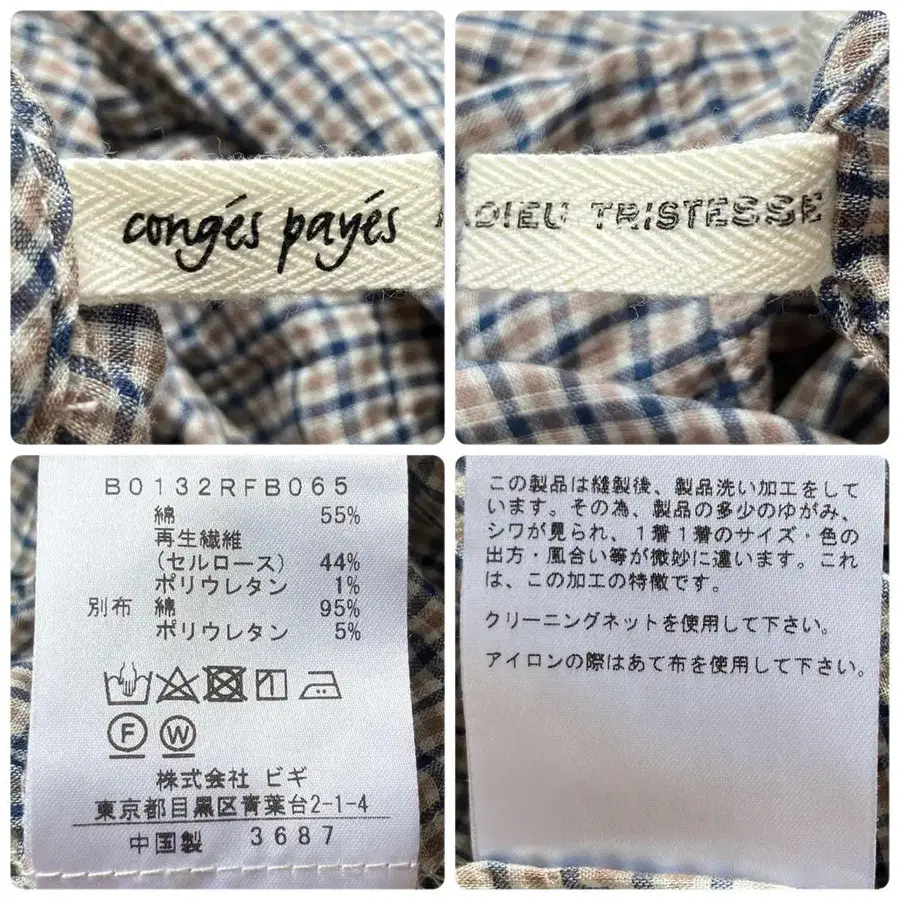 congés payés
ADIEU TRISTESSE
B0132RFB065
綿 55%
再生繊維
(セルロース) 44%
ポリウレタン 1%
別布 綿 95%
ポリウレタン 5%
F W
株式会社 ビギ
東京都目黒区青葉台2-1-4
中国製 3687
この製品は縫製後、製品洗い加工をして
います。その為、製品の多少のゆがみ、
シワが見られ、1着1着のサイズ・色の
出方・風合い等が微妙に違います。これ
は、この加工の特徴です。
クリーニングネットを使用して下さい。
アイロンの際はあて布を使用して下さい。